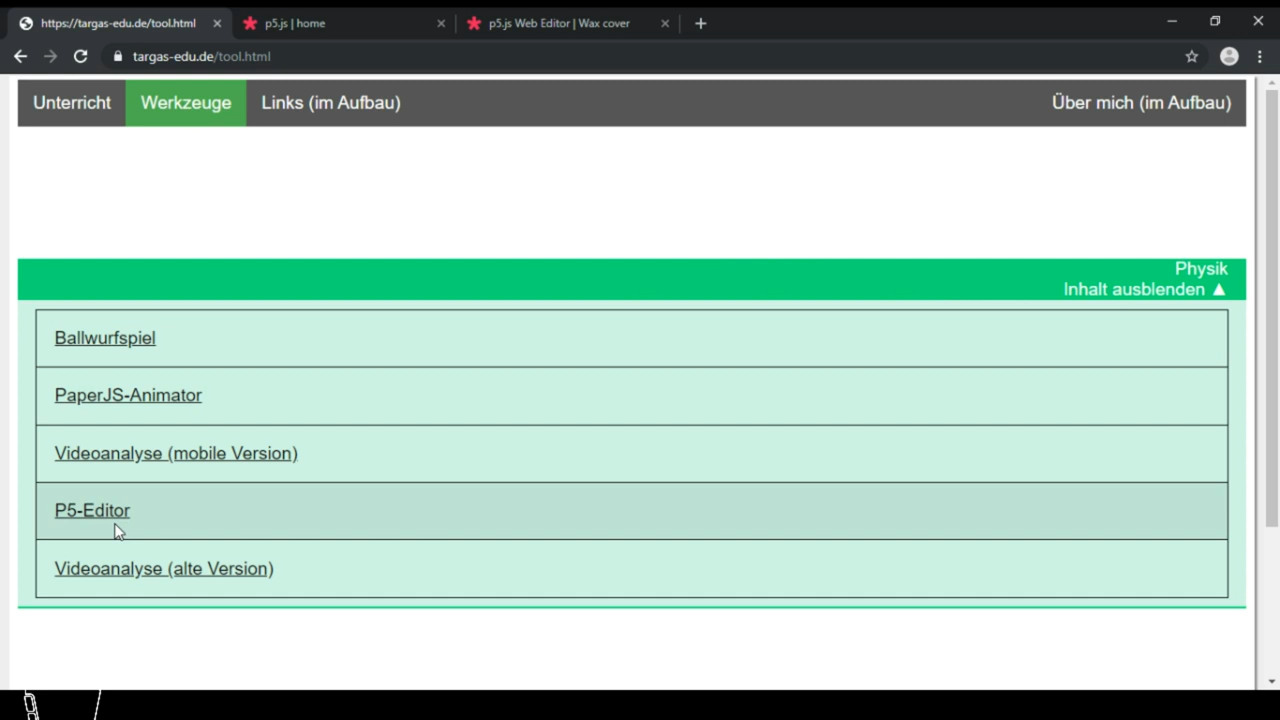 https://targas-edu.de/tool.html
p5.js | home
p5.js Web Editor | Wax cover
targas-edu.de/tool.html
Unterricht
Werkzeuge
Links (im Aufbau)
Über mich (im Aufbau)
Physik
Inhalt ausblenden ▲
Ballwurfspiel
PaperJS-Animator
Videoanalyse (mobile Version)
P5-Editor
Videoanalyse (alte Version)